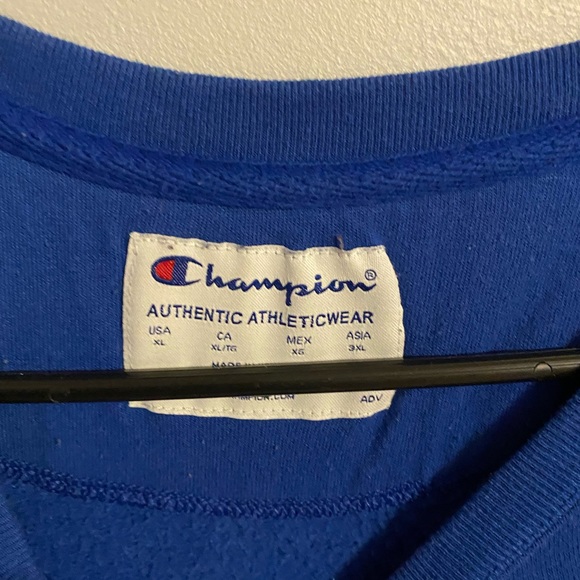 Champion®
AUTHENTIC ATHLETICWEAR
USA CA MEX ASIA
XL XL/TG XG 3XL
ADV